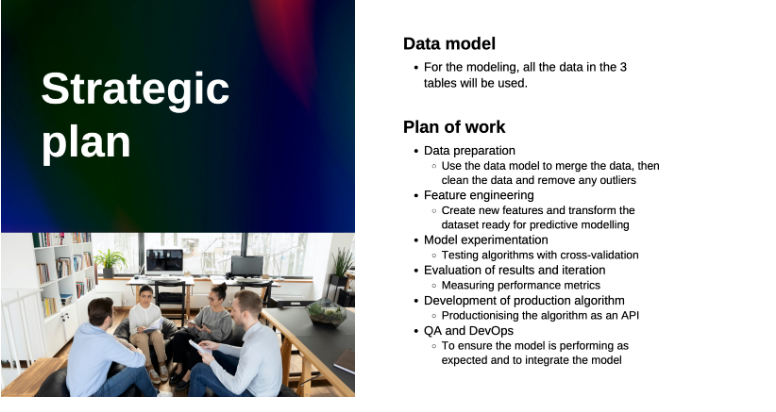 Strategic
plan
Data model
• For the modeling, all the data in the 3
tables will be used.
Plan of work
• Data preparation
○ Use the data model to merge the data, then
clean the data and remove any outliers
• Feature engineering
○ Create new features and transform the
dataset ready for predictive modelling
• Model experimentation
○ Testing algorithms with cross-validation
• Evaluation of results and iteration
○ Measuring performance metrics
• Development of production algorithm
○ Productionising the algorithm as an API
• QA and DevOps
○ To ensure the model is performing as
expected and to integrate the model